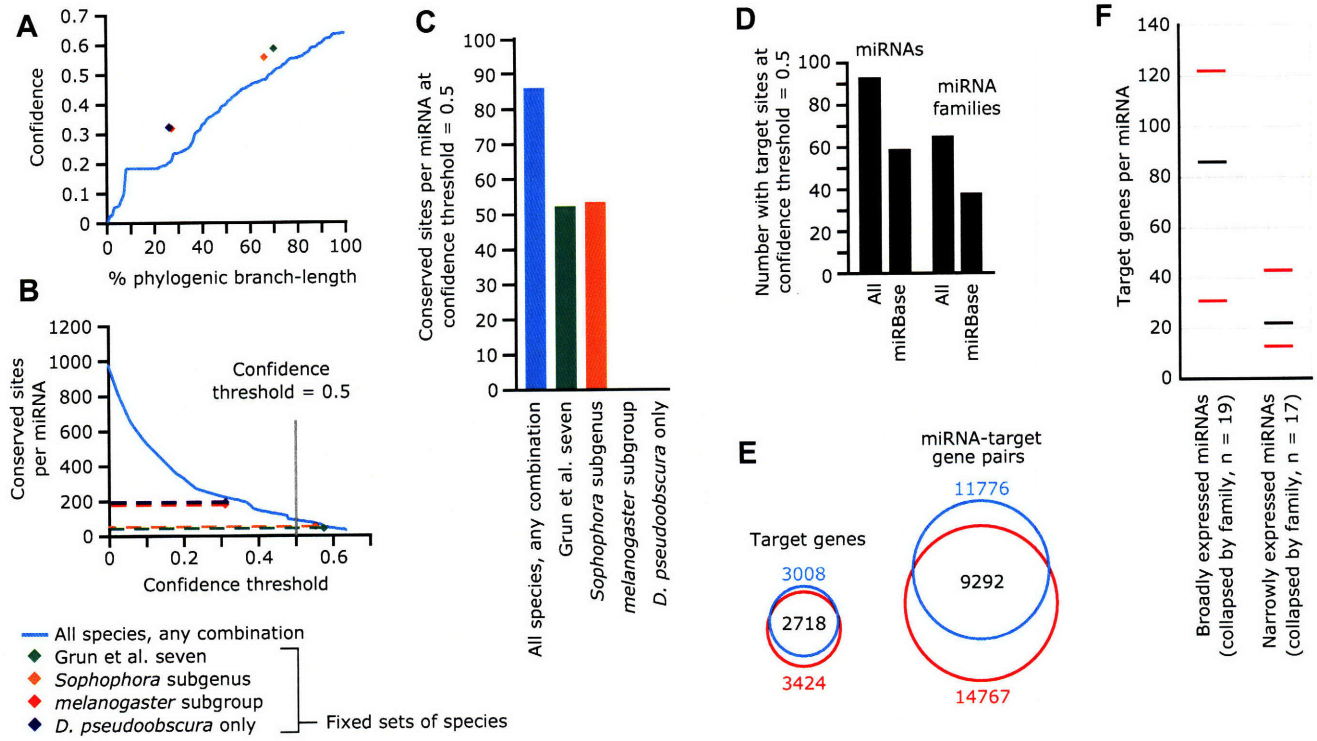 A
0.7
0.6
0.5
0.4
0.3
0.2
0.1
0
Confidence
0 20 40 60 80 100
% phylogenic branch-length
B
1200
1000
800
600
400
200
0
Conserved sites
per miRNA
Confidence
threshold = 0.5
0 0.2 0.4 0.6
Confidence threshold
All species, any combination
Grun et al. seven
Sophophora subgenus
melanogaster subgroup
D. pseudoobscura only
Fixed sets of species
C
100
90
80
70
60
50
40
30
20
10
0
Conserved sites per miRNA at
confidence threshold = 0.5
All species, any combination
Grun et al. seven
Sophophora subgenus
melanogaster subgroup
D. pseudoobscura only
D
miRNAs
miRNA
families
100
80
60
40
20
0
Number with target sites at
confidence threshold = 0.5
All
miRBase
All
miRBase
E
Target genes
3008
2718
3424
miRNA-target
gene pairs
11776
9292
14767
F
140
120
100
80
60
40
20
0
Target genes per miRNA
Broadly expressed miRNAs
(collapsed by family, n = 19)
Narrowly expressed miRNAs
(collapsed by family, n = 17)